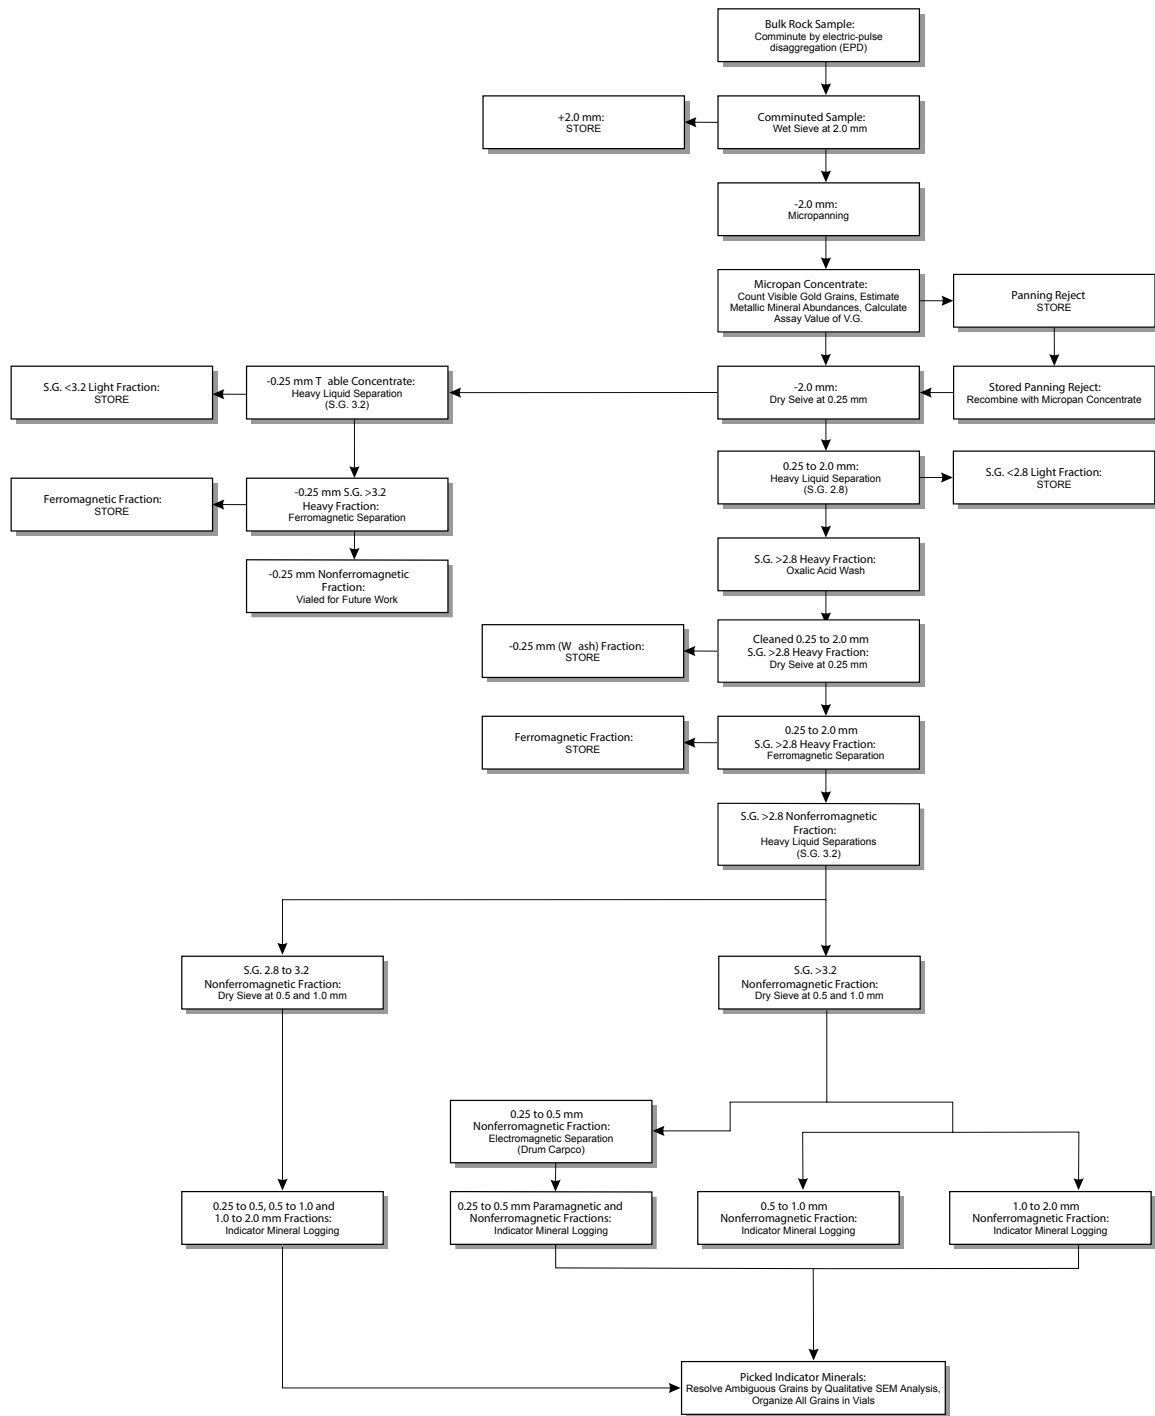 Bulk Rock Sample:
Comminute by electric-pulse
disaggregation (EPD)
+2.0 mm:
STORE
Comminuted Sample:
Wet Sieve at 2.0 mm
-2.0 mm:
Micropanning
Micropan Concentrate:
Count Visible Gold Grains, Estimate
Metallic Mineral Abundances, Calculate
Assay Value of V.G.
Panning Reject
STORE
S.G. <3.2 Light Fraction:
STORE
-0.25 mm T able Concentrate:
Heavy Liquid Separation
(S.G. 3.2)
-2.0 mm:
Dry Seive at 0.25 mm
Stored Panning Reject:
Recombine with Micropan Concentrate
Ferromagnetic Fraction:
STORE
-0.25 mm S.G. >3.2
Heavy Fraction:
Ferromagnetic Separation
0.25 to 2.0 mm:
Heavy Liquid Separation
(S.G. 2.8)
S.G. <2.8 Light Fraction:
STORE
-0.25 mm Nonferromagnetic
Fraction:
Vialed for Future Work
S.G. >2.8 Heavy Fraction:
Oxalic Acid Wash
-0.25 mm (W ash) Fraction:
STORE
Cleaned 0.25 to 2.0 mm
S.G. >2.8 Heavy Fraction:
Dry Seive at 0.25 mm
Ferromagnetic Fraction:
STORE
0.25 to 2.0 mm
S.G. >2.8 Heavy Fraction:
Ferromagnetic Separation
S.G. >2.8 Nonferromagnetic
Fraction:
Heavy Liquid Separations
(S.G. 3.2)
S.G. 2.8 to 3.2
Nonferromagnetic Fraction:
Dry Sieve at 0.5 and 1.0 mm
S.G. >3.2
Nonferromagnetic Fraction:
Dry Sieve at 0.5 and 1.0 mm
0.25 to 0.5 mm
Nonferromagnetic Fraction:
Electromagnetic Separation
(Drum Carpco)
0.25 to 0.5, 0.5 to 1.0 and
1.0 to 2.0 mm Fractions:
Indicator Mineral Logging
0.25 to 0.5 mm Paramagnetic and
Nonferromagnetic Fractions:
Indicator Mineral Logging
0.5 to 1.0 mm
Nonferromagnetic Fraction:
Indicator Mineral Logging
1.0 to 2.0 mm
Nonferromagnetic Fraction:
Indicator Mineral Logging
Picked Indicator Minerals:
Resolve Ambiguous Grains by Qualitative SEM Analysis,
Organize All Grains in Vials